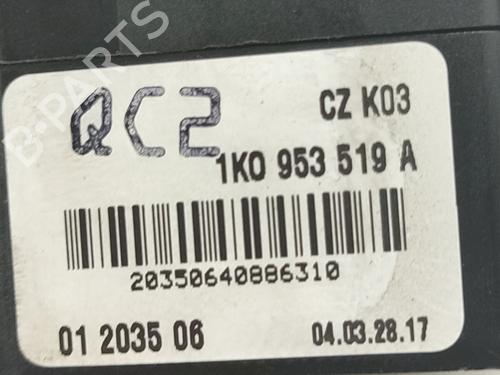 QC2
CZ K03
1K0 953 519 A
20350640886310
01 2035 06
04.03.28.17
B-PARTS